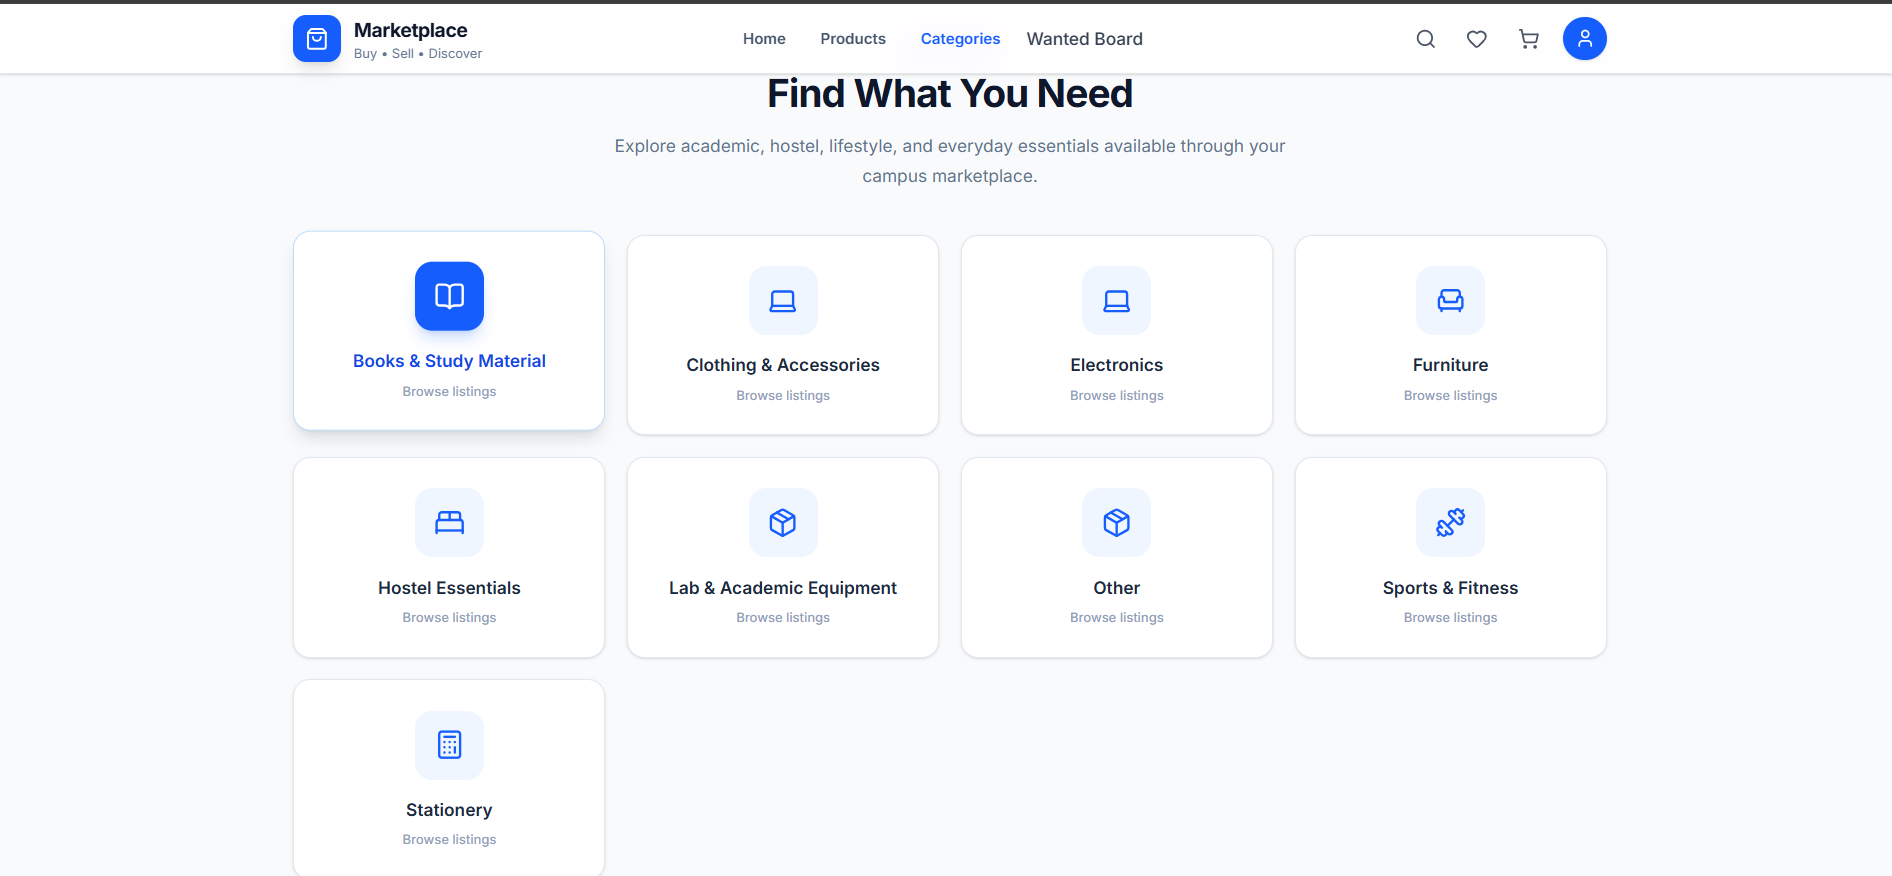 Marketplace
Buy • Sell • Discover
Home
Products
Categories
Wanted Board
Find What You Need
Explore academic, hostel, lifestyle, and everyday essentials available through your
campus marketplace.
Books & Study Material
Browse listings
Clothing & Accessories
Browse listings
Electronics
Browse listings
Furniture
Browse listings
Hostel Essentials
Browse listings
Lab & Academic Equipment
Browse listings
Other
Browse listings
Sports & Fitness
Browse listings
Stationery
Browse listings